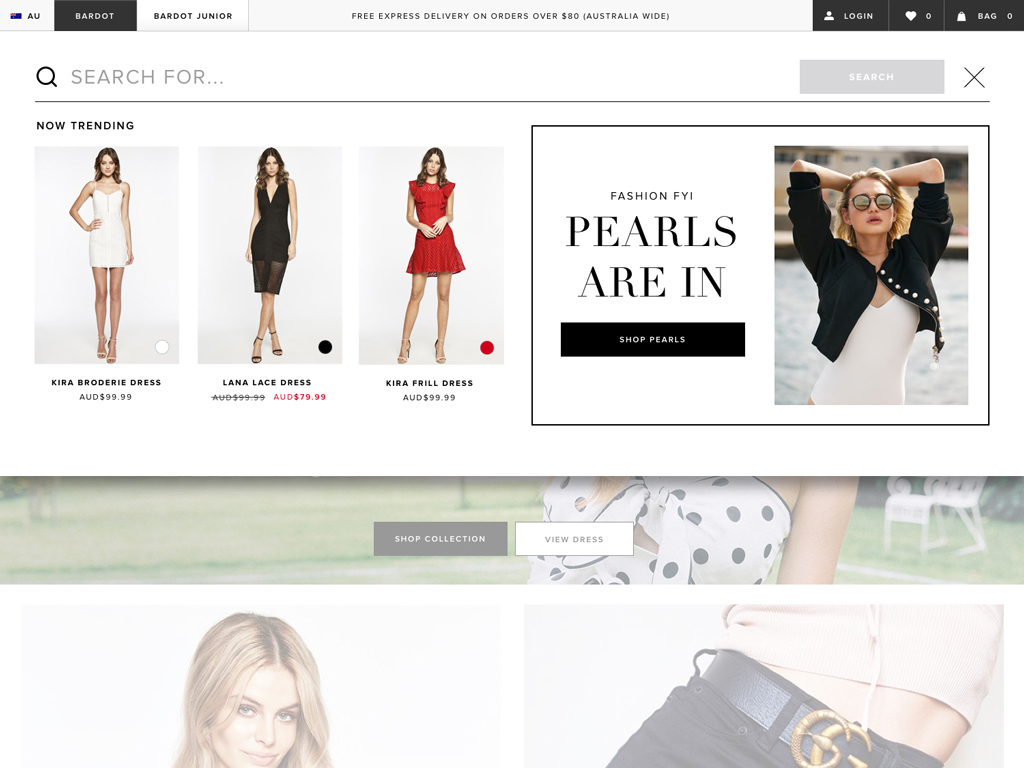 AU
BARDOT
BARDOT JUNIOR
FREE EXPRESS DELIVERY ON ORDERS OVER $80 (AUSTRALIA WIDE)
LOGIN
0
BAG 0
SEARCH FOR...
SEARCH
NOW TRENDING
KIRA BRODERIE DRESS
AUD$99.99
LANA LACE DRESS
AUD$99.99 AUD$79.99
KIRA FRILL DRESS
AUD$99.99
FASHION FYI
PEARLS
ARE IN
SHOP PEARLS
SHOP COLLECTION
VIEW DRESS